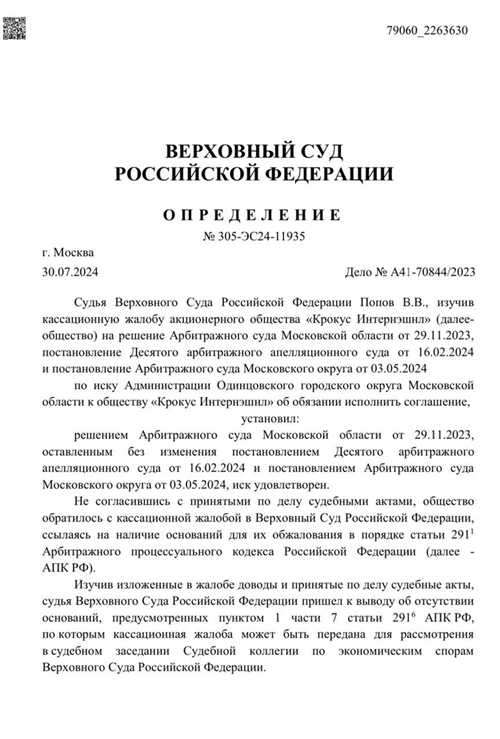 79060_2263630
ВЕРХОВНЫЙ СУД
РОССИЙСКОЙ ФЕДЕРАЦИИ
ОПРЕДЕЛЕНИЕ
№ 305-ЭС24-11935
г. Москва
30.07.2024 Дело № А41-70844/2023
Судья Верховного Суда Российской Федерации Попов В.В., изучив
кассационную жалобу акционерного общества «Крокус Интернэшнл» (далее-
общество) на решение Арбитражного суда Московской области от 29.11.2023,
постановление Десятого арбитражного апелляционного суда от 16.02.2024
и постановление Арбитражного суда Московского округа от 03.05.2024
по иску Администрации Одинцовского городского округа Московской
области к обществу «Крокус Интернэшнл» об обязании исполнить соглашение,
установил:
решением Арбитражного суда Московской области от 29.11.2023,
оставленным без изменения постановлением Десятого арбитражного
апелляционного суда от 16.02.2024 и постановлением Арбитражного суда
Московского округа от 03.05.2024, иск удовлетворен.
Не согласившись с принятыми по делу судебными актами, общество
обратилось с кассационной жалобой в Верховный Суд Российской Федерации,
ссылаясь на наличие оснований для их обжалования в порядке статьи 291¹
Арбитражного процессуального кодекса Российской Федерации (далее -
АПК РФ).
Изучив изложенные в жалобе доводы и принятые по делу судебные акты,
судья Верховного Суда Российской Федерации пришел к выводу об отсутствии
оснований, предусмотренных пунктом 1 части 7 статьи 291⁶ АПК РФ,
по которым кассационная жалоба может быть передана для рассмотрения
в судебном заседании Судебной коллегии по экономическим спорам
Верховного Суда Российской Федерации.